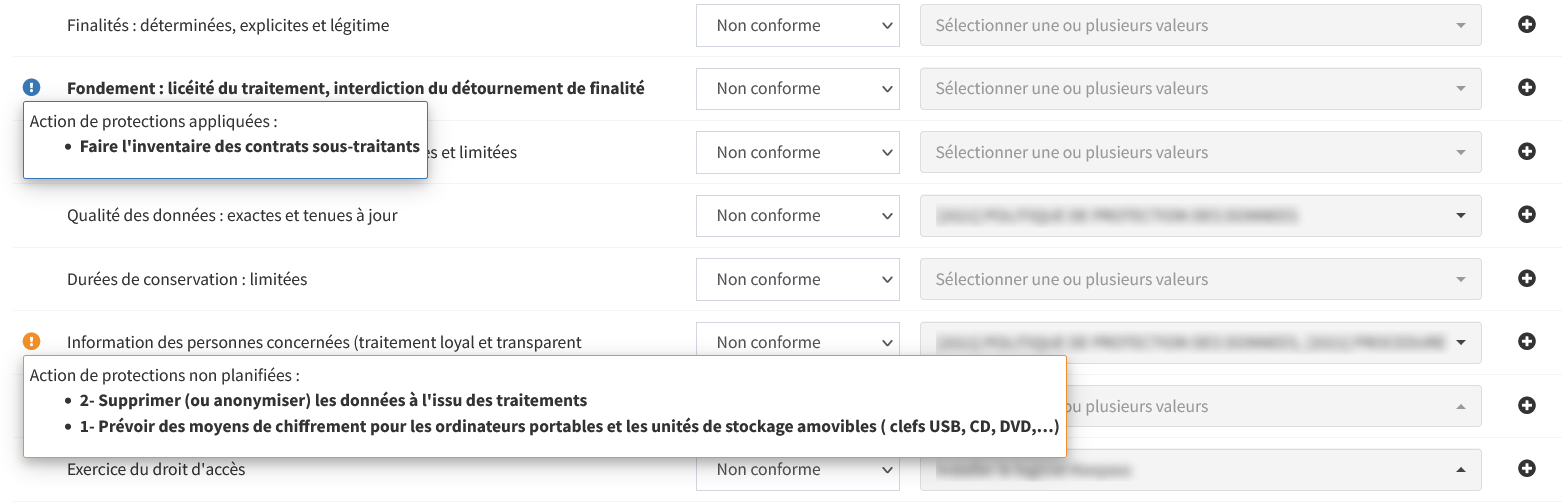 Finalités : déterminées, explicites et légitime
Non conforme
Sélectionner une ou plusieurs valeurs
Fondement : licéité du traitement, interdiction du détournement de finalité
Non conforme
Sélectionner une ou plusieurs valeurs
Action de protections appliquées :
• Faire l'inventaire des contrats sous-traitants
et limitées
Non conforme
Sélectionner une ou plusieurs valeurs
Qualité des données : exactes et tenues à jour
Non conforme
[2021] POLITIQUE DE PROTECTION DES DONNEES
Durées de conservation : limitées
Non conforme
Sélectionner une ou plusieurs valeurs
Information des personnes concernées (traitement loyal et transparent
Non conforme
Action de protections non planifiées :
• 2- Supprimer (ou anonymiser) les données à l'issu des traitements
• 1- Prévoir des moyens de chiffrement pour les ordinateurs portables et les unités de stockage amovibles ( clefs USB, CD, DVD,...)
plusieurs valeurs
Exercice du droit d'accès
Non conforme